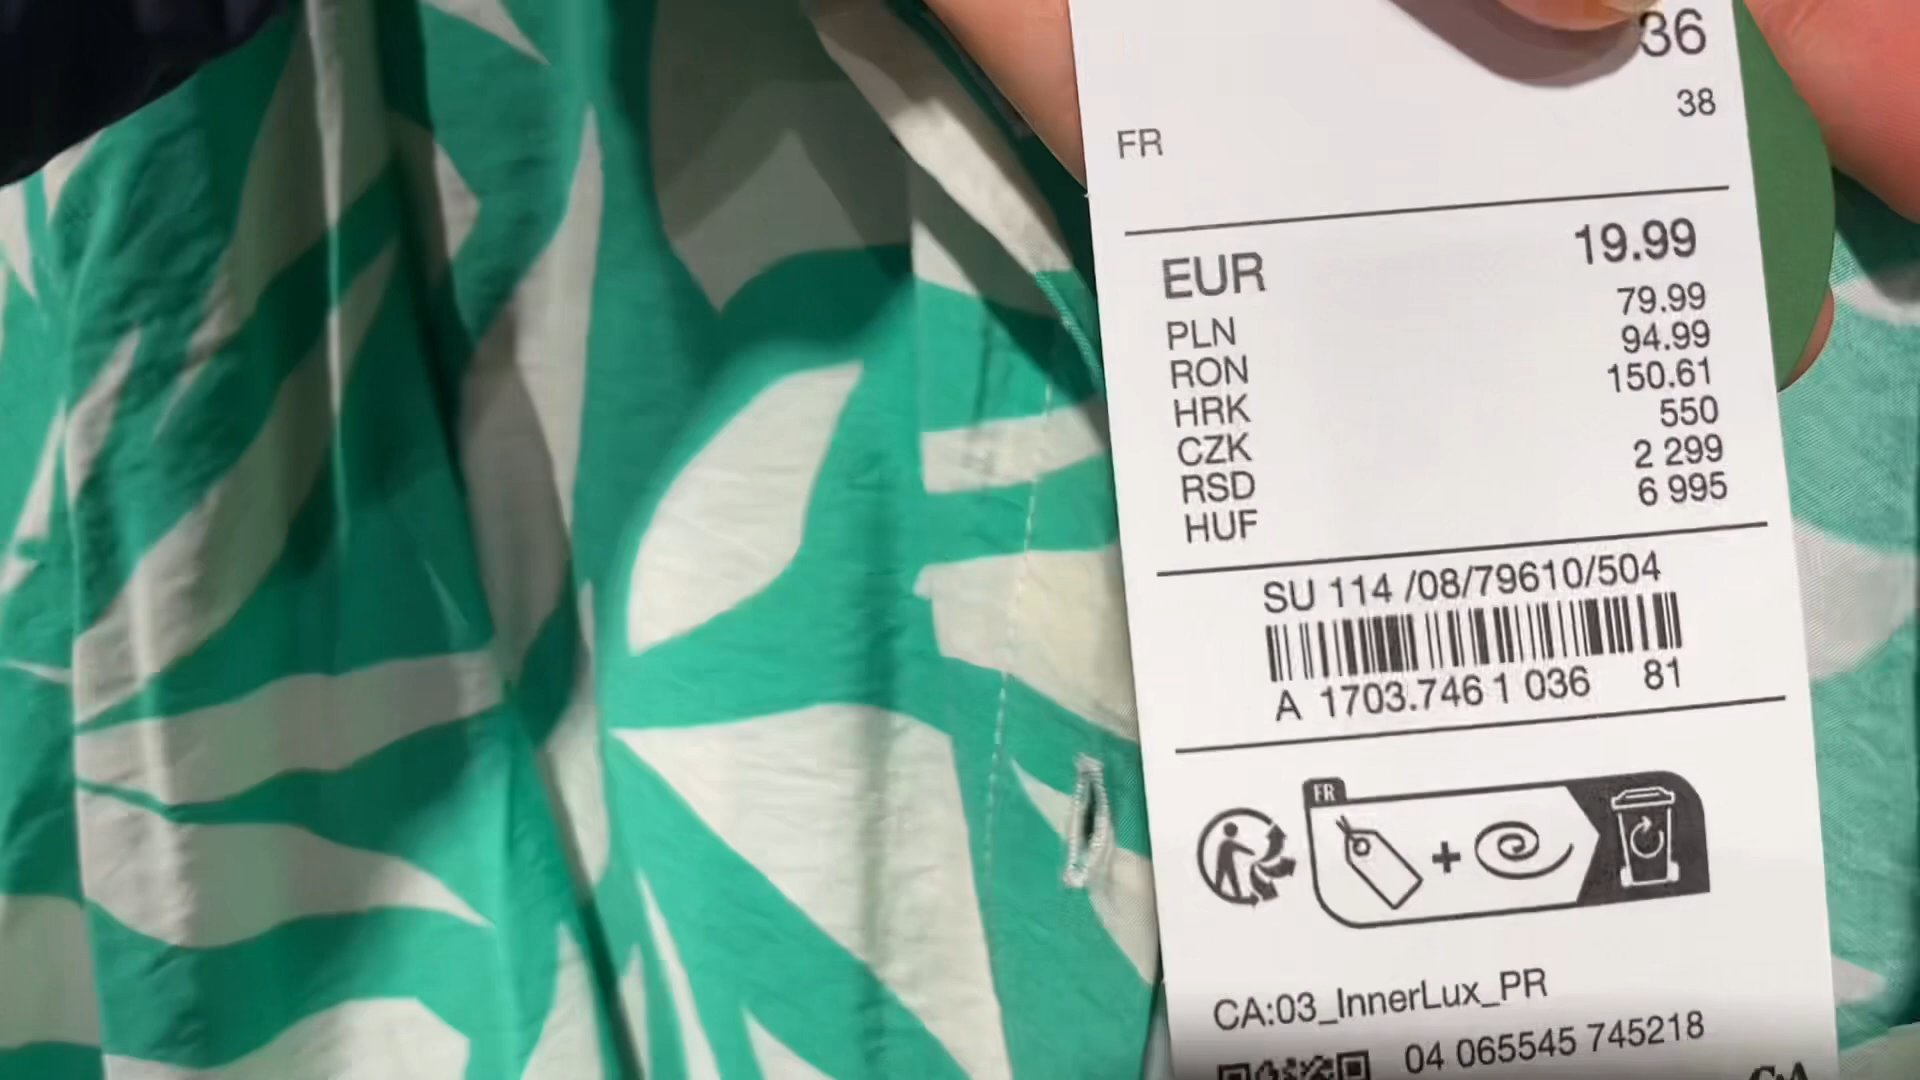 36
FR 38
EUR 19.99
PLN 79.99
RON 94.99
HRK 150.61
CZK 550
RSD 2 299
HUF 6 995
SU 114 /08/79610/504
A 1703.746 1 036 81
FR
CA:03_InnerLux_PR
04 065545 745218
C&A